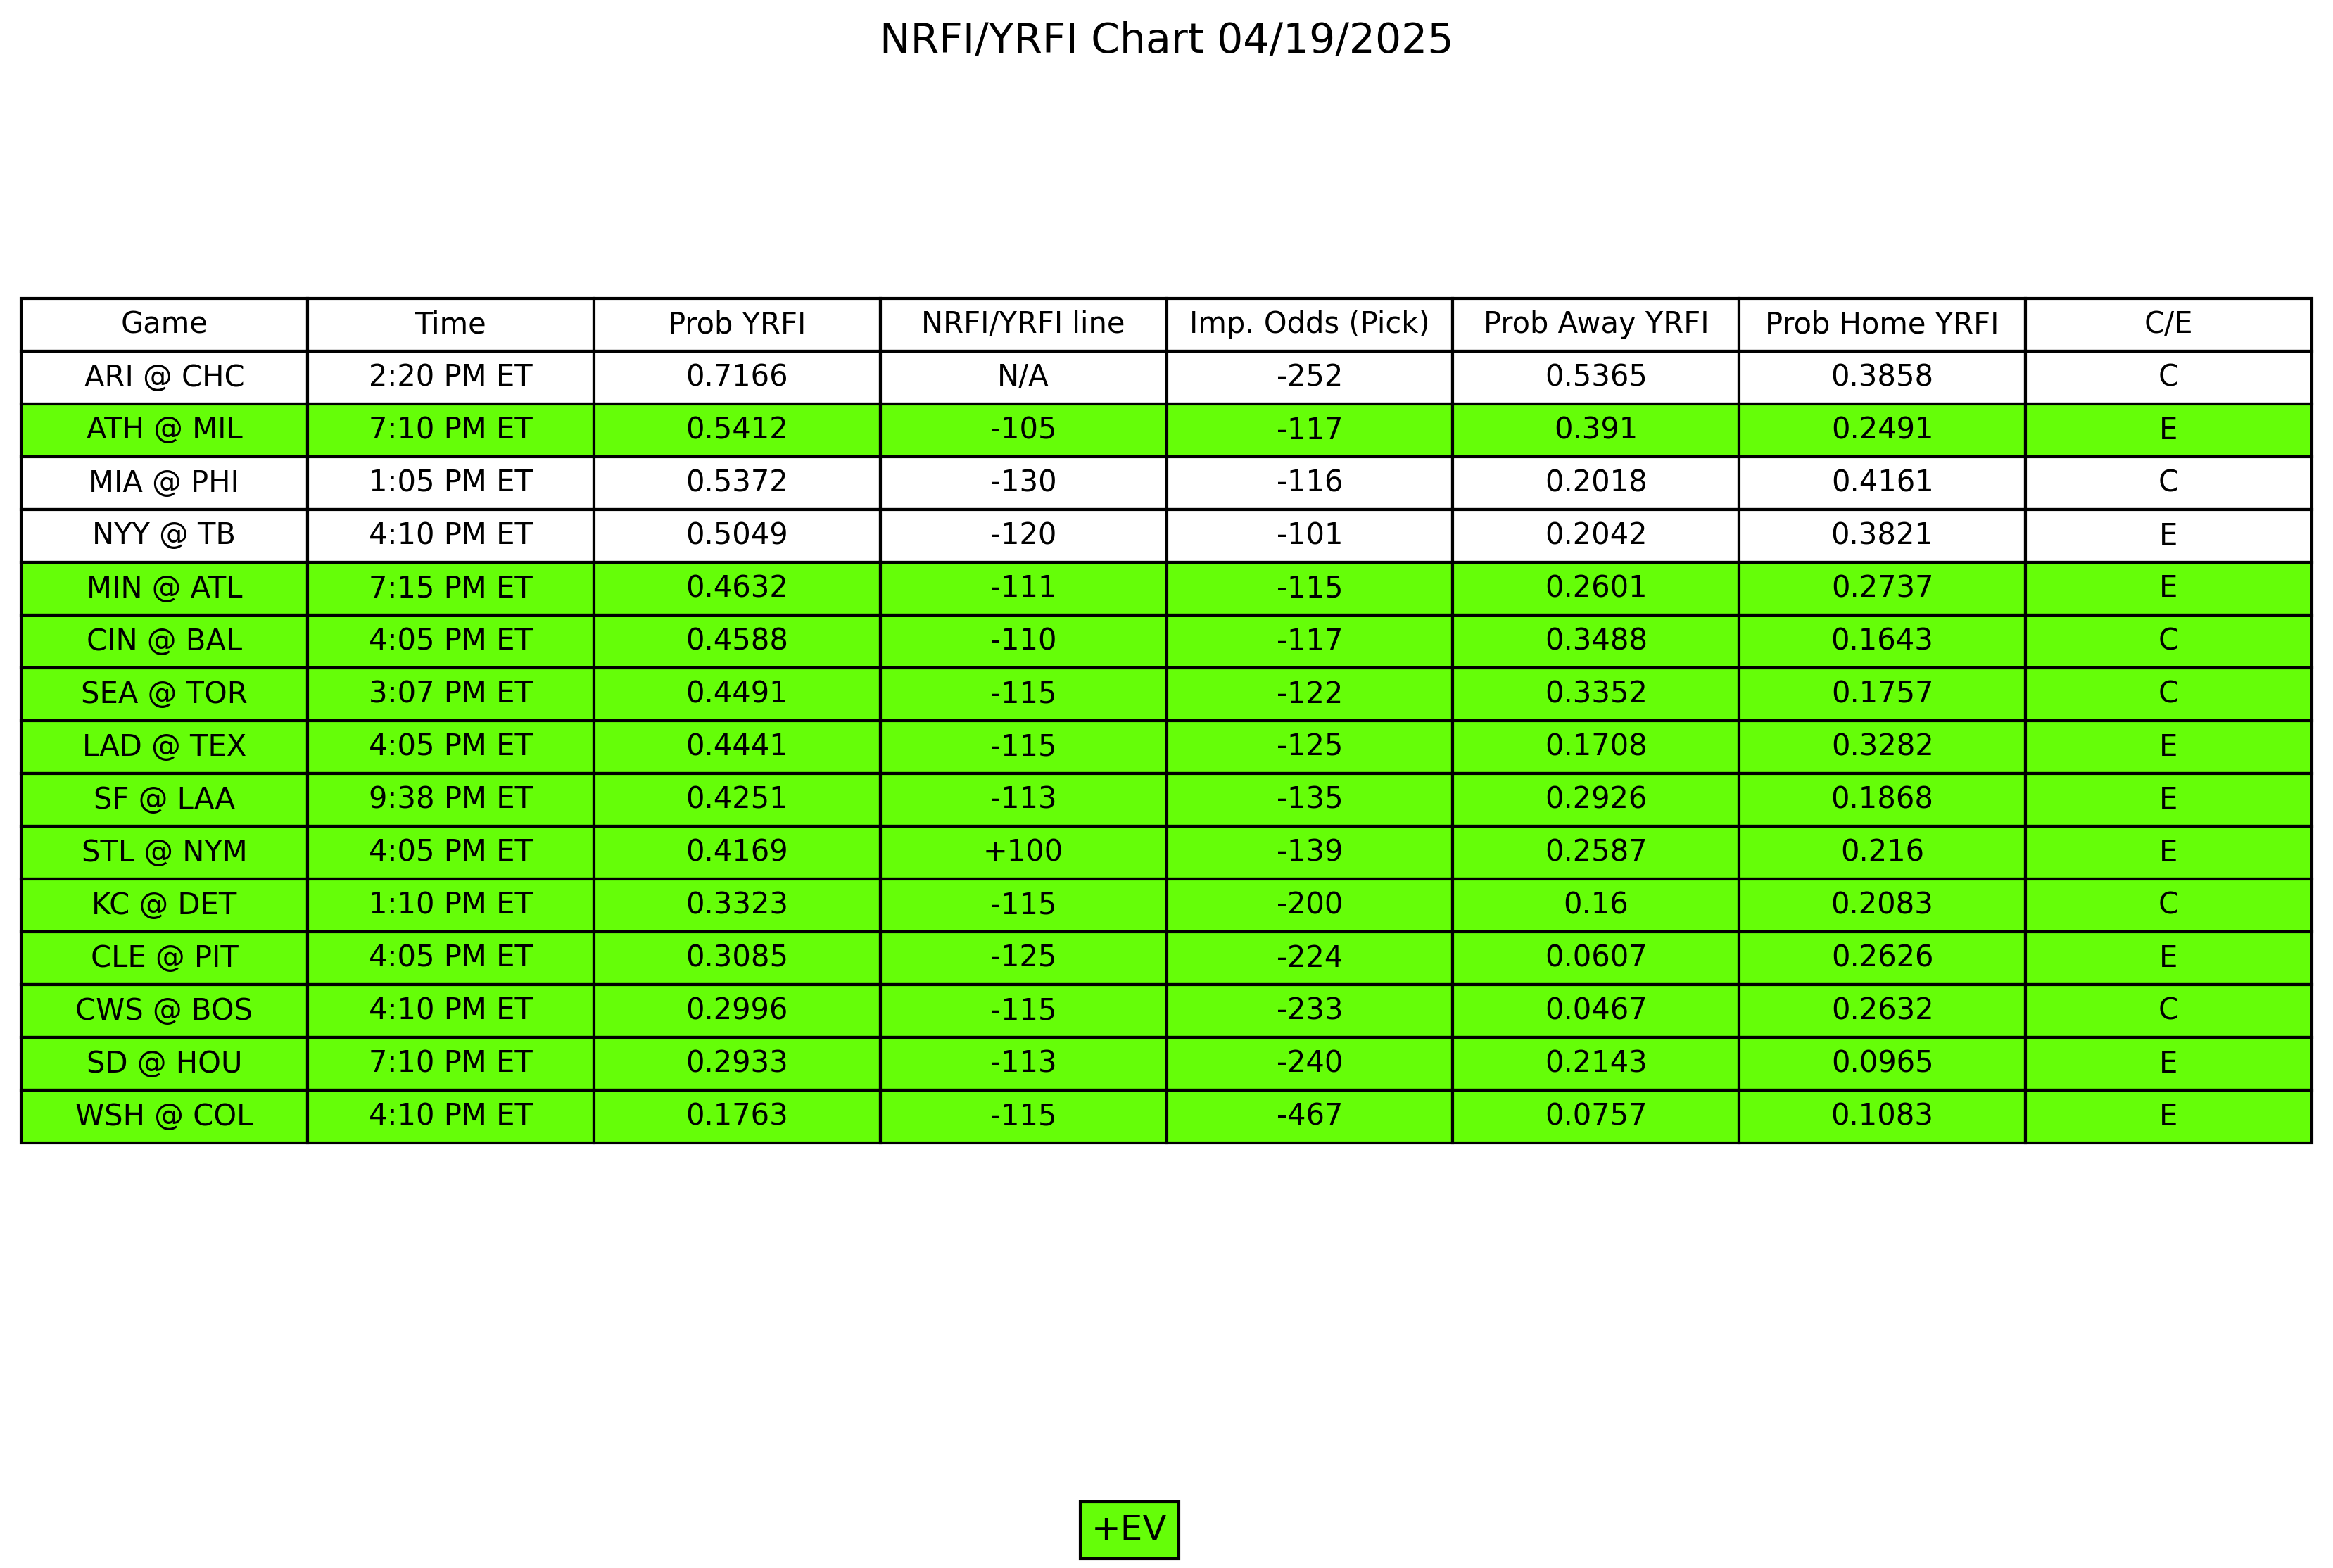 NRFI/YRFI Chart 04/19/2025
Game Time Prob YRFI NRFI/YRFI line Imp. Odds (Pick) Prob Away YRFI Prob Home YRFI C/E
ARI @ CHC 2:20 PM ET 0.7166 N/A -252 0.5365 0.3858 C
ATH @ MIL 7:10 PM ET 0.5412 -105 -117 0.391 0.2491 E
MIA @ PHI 1:05 PM ET 0.5372 -130 -116 0.2018 0.4161 C
NYY @ TB 4:10 PM ET 0.5049 -120 -101 0.2042 0.3821 E
MIN @ ATL 7:15 PM ET 0.4632 -111 -115 0.2601 0.2737 E
CIN @ BAL 4:05 PM ET 0.4588 -110 -117 0.3488 0.1643 C
SEA @ TOR 3:07 PM ET 0.4491 -115 -122 0.3352 0.1757 C
LAD @ TEX 4:05 PM ET 0.4441 -115 -125 0.1708 0.3282 E
SF @ LAA 9:38 PM ET 0.4251 -113 -135 0.2926 0.1868 E
STL @ NYM 4:05 PM ET 0.4169 +100 -139 0.2587 0.216 E
KC @ DET 1:10 PM ET 0.3323 -115 -200 0.16 0.2083 C
CLE @ PIT 4:05 PM ET 0.3085 -125 -224 0.0607 0.2626 E
CWS @ BOS 4:10 PM ET 0.2996 -115 -233 0.0467 0.2632 C
SD @ HOU 7:10 PM ET 0.2933 -113 -240 0.2143 0.0965 E
WSH @ COL 4:10 PM ET 0.1763 -115 -467 0.0757 0.1083 E
+EV